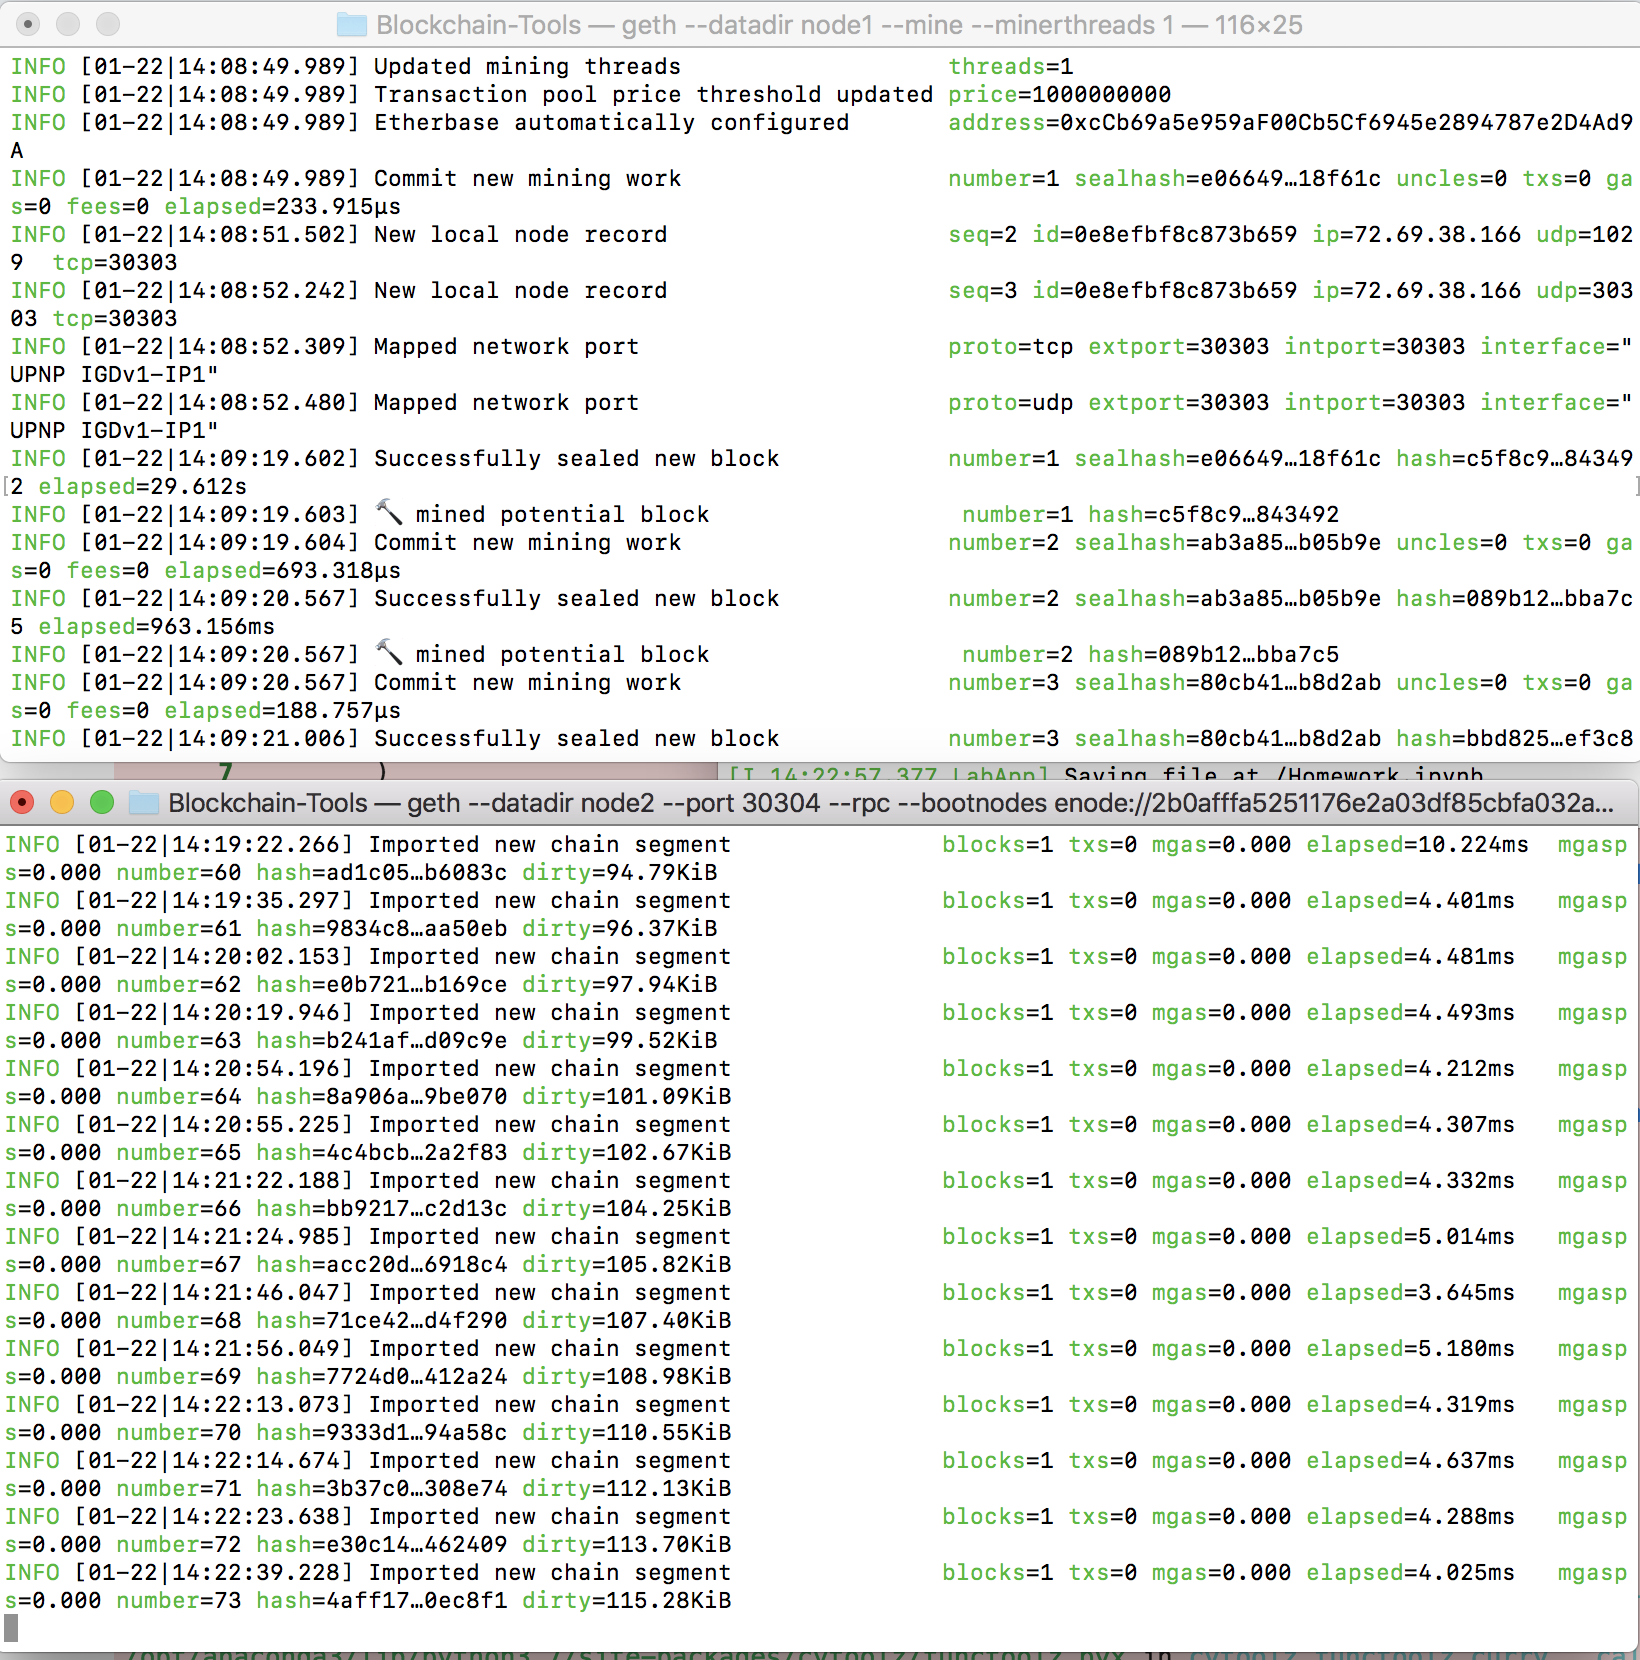 Blockchain-Tools — geth --datadir node1 --mine --minerthreads 1 — 116×25
INFO [01-22|14:08:49.989] Updated mining threads threads=1
INFO [01-22|14:08:49.989] Transaction pool price threshold updated price=1000000000
INFO [01-22|14:08:49.989] Etherbase automatically configured address=0xcCb69a5e959aF00Cb5Cf6945e2894787e2D4Ad9
A
INFO [01-22|14:08:49.989] Commit new mining work number=1 sealhash=e06649…18f61c uncles=0 txs=0 ga
s=0 fees=0 elapsed=233.915µs
INFO [01-22|14:08:51.502] New local node record seq=2 id=0e8efbf8c873b659 ip=72.69.38.166 udp=102
9 tcp=30303
INFO [01-22|14:08:52.242] New local node record seq=3 id=0e8efbf8c873b659 ip=72.69.38.166 udp=303
03 tcp=30303
INFO [01-22|14:08:52.309] Mapped network port proto=tcp extport=30303 intport=30303 interface="
UPNP IGDv1-IP1"
INFO [01-22|14:08:52.480] Mapped network port proto=udp extport=30303 intport=30303 interface="
UPNP IGDv1-IP1"
INFO [01-22|14:09:19.602] Successfully sealed new block number=1 sealhash=e06649…18f61c hash=c5f8c9…84349
[2 elapsed=29.612s ]
INFO [01-22|14:09:19.603] 🔨 mined potential block number=1 hash=c5f8c9…843492
INFO [01-22|14:09:19.604] Commit new mining work number=2 sealhash=ab3a85…b05b9e uncles=0 txs=0 ga
s=0 fees=0 elapsed=693.318µs
INFO [01-22|14:09:20.567] Successfully sealed new block number=2 sealhash=ab3a85…b05b9e hash=089b12…bba7c
5 elapsed=963.156ms
INFO [01-22|14:09:20.567] 🔨 mined potential block number=2 hash=089b12…bba7c5
INFO [01-22|14:09:20.567] Commit new mining work number=3 sealhash=80cb41…b8d2ab uncles=0 txs=0 ga
s=0 fees=0 elapsed=188.757µs
INFO [01-22|14:09:21.006] Successfully sealed new block number=3 sealhash=80cb41…b8d2ab hash=bbd825…ef3c8
7 ) [I 14:22:57.377 LabApp] Saving file at /Homework.ipynb
Blockchain-Tools — geth --datadir node2 --port 30304 --rpc --bootnodes enode://2b0afffa5251176e2a03df85cbfa032a...
INFO [01-22|14:19:22.266] Imported new chain segment blocks=1 txs=0 mgas=0.000 elapsed=10.224ms mgasp
s=0.000 number=60 hash=ad1c05…b6083c dirty=94.79KiB
INFO [01-22|14:19:35.297] Imported new chain segment blocks=1 txs=0 mgas=0.000 elapsed=4.401ms mgasp
s=0.000 number=61 hash=9834c8…aa50eb dirty=96.37KiB
INFO [01-22|14:20:02.153] Imported new chain segment blocks=1 txs=0 mgas=0.000 elapsed=4.481ms mgasp
s=0.000 number=62 hash=e0b721…b169ce dirty=97.94KiB
INFO [01-22|14:20:19.946] Imported new chain segment blocks=1 txs=0 mgas=0.000 elapsed=4.493ms mgasp
s=0.000 number=63 hash=b241af…d09c9e dirty=99.52KiB
INFO [01-22|14:20:54.196] Imported new chain segment blocks=1 txs=0 mgas=0.000 elapsed=4.212ms mgasp
s=0.000 number=64 hash=8a906a…9be070 dirty=101.09KiB
INFO [01-22|14:20:55.225] Imported new chain segment blocks=1 txs=0 mgas=0.000 elapsed=4.307ms mgasp
s=0.000 number=65 hash=4c4bcb…2a2f83 dirty=102.67KiB
INFO [01-22|14:21:22.188] Imported new chain segment blocks=1 txs=0 mgas=0.000 elapsed=4.332ms mgasp
s=0.000 number=66 hash=bb9217…c2d13c dirty=104.25KiB
INFO [01-22|14:21:24.985] Imported new chain segment blocks=1 txs=0 mgas=0.000 elapsed=5.014ms mgasp
s=0.000 number=67 hash=acc20d…6918c4 dirty=105.82KiB
INFO [01-22|14:21:46.047] Imported new chain segment blocks=1 txs=0 mgas=0.000 elapsed=3.645ms mgasp
s=0.000 number=68 hash=71ce42…d4f290 dirty=107.40KiB
INFO [01-22|14:21:56.049] Imported new chain segment blocks=1 txs=0 mgas=0.000 elapsed=5.180ms mgasp
s=0.000 number=69 hash=7724d0…412a24 dirty=108.98KiB
INFO [01-22|14:22:13.073] Imported new chain segment blocks=1 txs=0 mgas=0.000 elapsed=4.319ms mgasp
s=0.000 number=70 hash=9333d1…94a58c dirty=110.55KiB
INFO [01-22|14:22:14.674] Imported new chain segment blocks=1 txs=0 mgas=0.000 elapsed=4.637ms mgasp
s=0.000 number=71 hash=3b37c0…308e74 dirty=112.13KiB
INFO [01-22|14:22:23.638] Imported new chain segment blocks=1 txs=0 mgas=0.000 elapsed=4.288ms mgasp
s=0.000 number=72 hash=e30c14…462409 dirty=113.70KiB
INFO [01-22|14:22:39.228] Imported new chain segment blocks=1 txs=0 mgas=0.000 elapsed=4.025ms mgasp
s=0.000 number=73 hash=4aff17…0ec8f1 dirty=115.28KiB